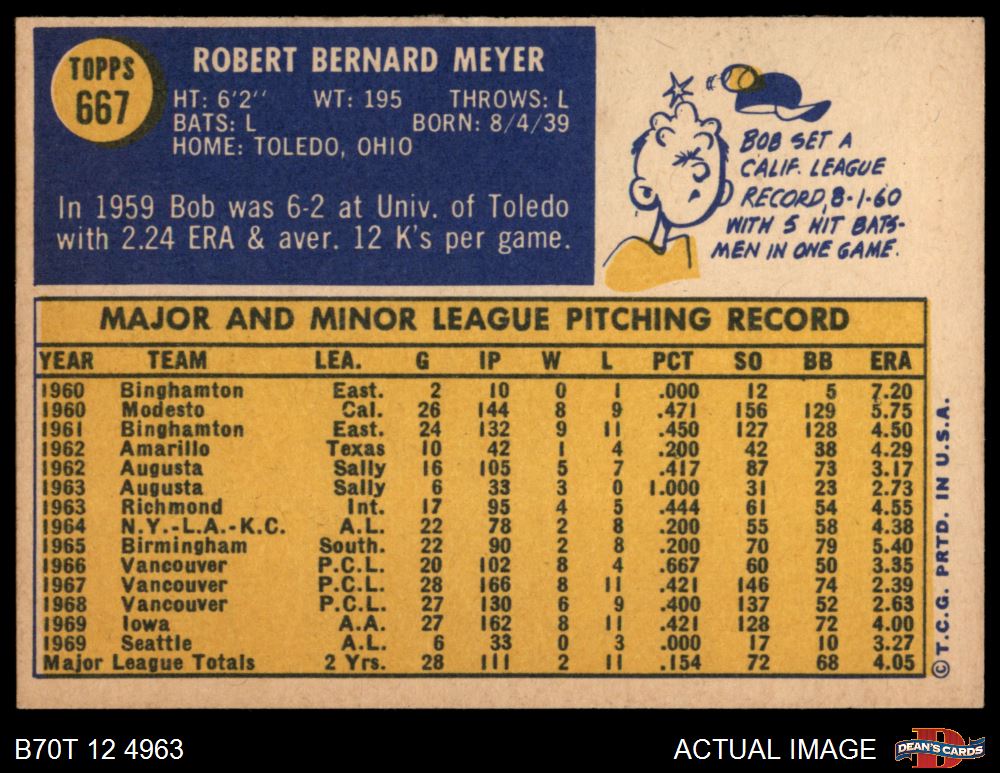 TOPPS
667
ROBERT BERNARD MEYER
HT: 6'2" WT: 195 THROWS: L
BATS: L BORN: 8/4/39
HOME: TOLEDO, OHIO
In 1959 Bob was 6-2 at Univ. of Toledo
with 2.24 ERA & aver. 12 K's per game.
BOB SET A
CALIF. LEAGUE
RECORD, 8-1-60
WITH 5 HIT BATS-
MEN IN ONE GAME.
MAJOR AND MINOR LEAGUE PITCHING RECORD
YEAR TEAM LEA. G IP W L PCT SO BB ERA
1960 Binghamton East. 2 10 0 1 .000 12 5 7.20
1960 Modesto Cal. 26 144 8 9 .471 156 129 5.75
1961 Binghamton East. 24 132 9 11 .450 127 128 4.50
1962 Amarillo Texas 10 42 1 4 .200 42 38 4.29
1962 Augusta Sally 16 105 5 7 .417 87 73 3.17
1963 Augusta Sally 6 33 3 0 1.000 31 23 2.73
1963 Richmond Int. 17 95 4 5 .444 61 54 4.55
1964 N.Y.-L.A.-K.C. A.L. 22 78 2 8 .200 55 58 4.38
1965 Birmingham South. 22 90 2 8 .200 70 79 5.40
1966 Vancouver P.C.L. 20 102 8 4 .667 60 50 3.35
1967 Vancouver P.C.L. 28 166 8 11 .421 146 74 2.39
1968 Vancouver P.C.L. 27 130 6 9 .400 137 52 2.63
1969 Iowa A.A. 27 162 8 11 .421 128 72 4.00
1969 Seattle A.L. 6 33 0 3 .000 17 10 3.27
Major League Totals 2 Yrs. 28 111 2 11 .154 72 68 4.05
© T.C.G. PRTD. IN U.S.A.
B70T 12 4963
ACTUAL IMAGE
D
DEAN'S CARDS